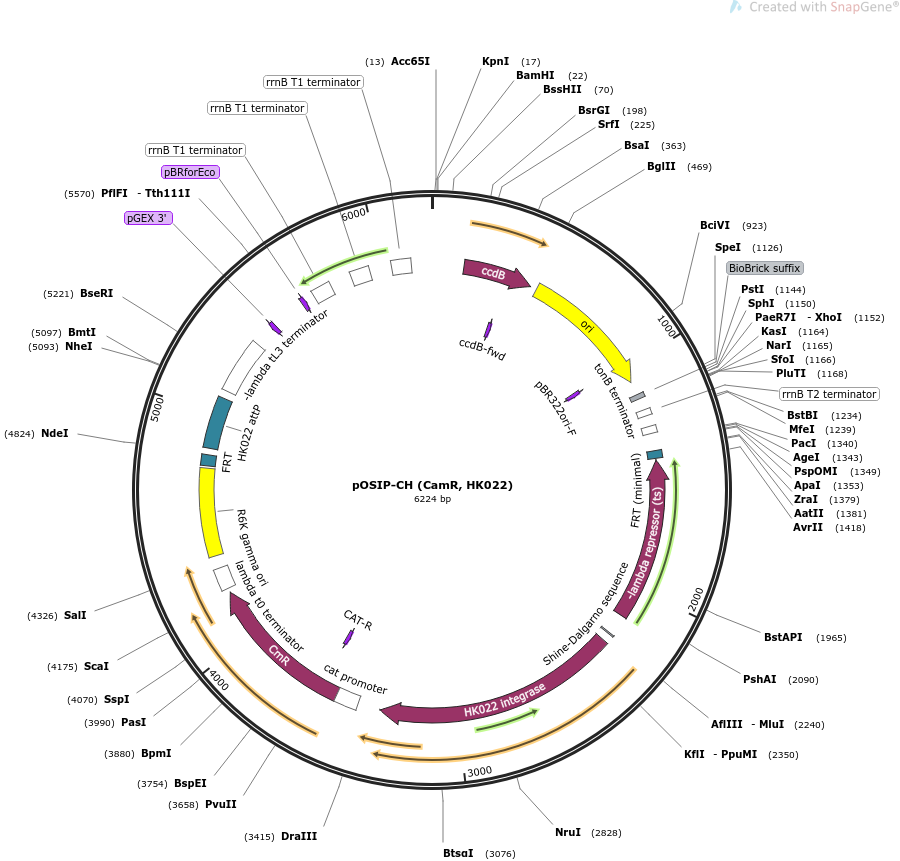 Created with SnapGene®
(13) Acc65I
KpnI (17)
BamHI (22)
BssHII (70)
BsrGI (198)
SrfI (225)
BsaI (363)
BglII (469)
rrnB T1 terminator
rrnB T1 terminator
rrnB T1 terminator
pBRforEco
(5570) PflFI - Tth111I
pGEX 3'
(5221) BseRI
(5097) BmtI
(5093) NheI
(4824) NdeI
(4326) SalI
(4175) ScaI
(4070) SspI
(3990) PasI
(3880) BpmI
(3754) BspEI
(3658) PvuII
(3415) DraIII
BtsαI (3076)
NruI (2828)
KflI - PpuMI (2350)
AflIII - MluI (2240)
PshAI (2090)
BstAPI (1965)
BciVI (923)
SpeI (1126)
BioBrick suffix
PstI (1144)
SphI (1150)
PaeR7I - XhoI (1152)
KasI (1164)
NarI (1165)
SfoI (1166)
PluTI (1168)
rrnB T2 terminator
BstBI (1234)
MfeI (1239)
PacI (1340)
AgeI (1343)
PspOMI (1349)
ApaI (1353)
ZraI (1379)
AatII (1381)
AvrII (1418)
1000
2000
3000
4000
5000
6000
ccdB
ori
ccdB-fwd
pBR322ori-F
tonB terminator
FRT (minimal)
-lambda repressor (ts)
Shine-Dalgarno sequence
HK022 integrase
cat promoter
CAT-R
CmR
lambda t0 terminator
R6K gamma ori
FRT
HK022 attP
-lambda tL3 terminator
pOSIP-CH (CamR, HK022)
6224 bp